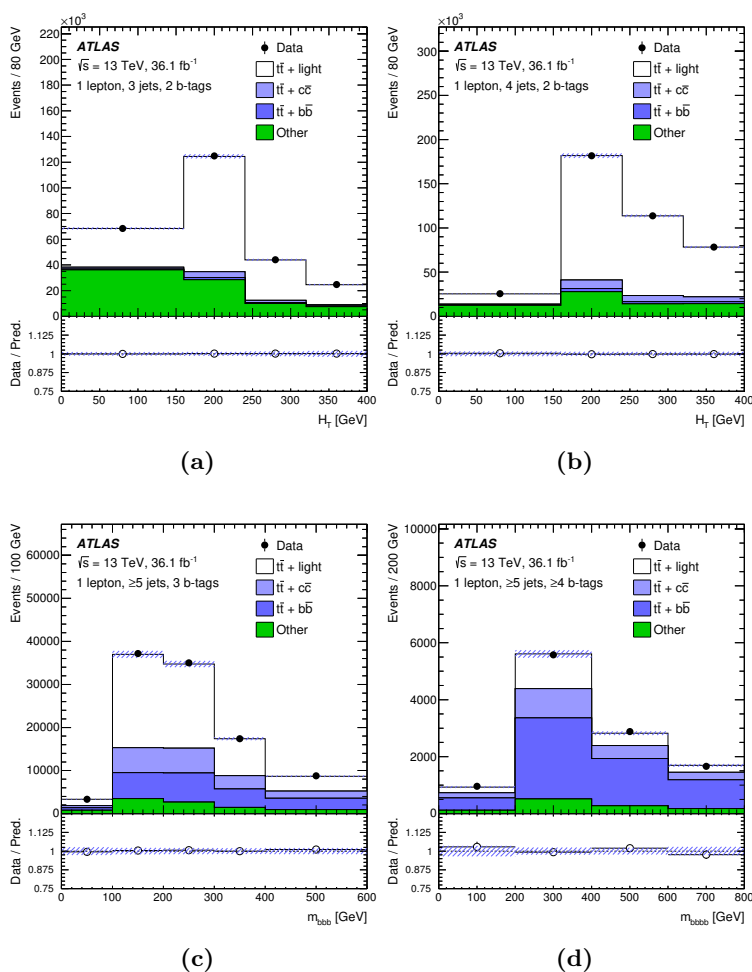 ×10³
220
200
180
160
140
120
100
80
60
40
20
0
Events / 80 GeV
ATLAS
√s = 13 TeV, 36.1 fb⁻¹
1 lepton, 3 jets, 2 b-tags
Data
tt̄ + light
tt̄ + cc̄
tt̄ + bb̄
Other
Data / Pred.
1.125
1
0.875
0.75
0 50 100 150 200 250 300 350 400
H_T [GeV]
(a)
×10³
300
250
200
150
100
50
0
Events / 80 GeV
ATLAS
√s = 13 TeV, 36.1 fb⁻¹
1 lepton, 4 jets, 2 b-tags
Data
tt̄ + light
tt̄ + cc̄
tt̄ + bb̄
Other
Data / Pred.
1.125
1
0.875
0.75
0 50 100 150 200 250 300 350 400
H_T [GeV]
(b)
60000
50000
40000
30000
20000
10000
0
Events / 100 GeV
ATLAS
√s = 13 TeV, 36.1 fb⁻¹
1 lepton, ≥5 jets, 3 b-tags
Data
tt̄ + light
tt̄ + cc̄
tt̄ + bb̄
Other
Data / Pred.
1.125
1
0.875
0.75
0 100 200 300 400 500 600
m_bbb [GeV]
(c)
10000
8000
6000
4000
2000
0
Events / 200 GeV
ATLAS
√s = 13 TeV, 36.1 fb⁻¹
1 lepton, ≥5 jets, ≥4 b-tags
Data
tt̄ + light
tt̄ + cc̄
tt̄ + bb̄
Other
Data / Pred.
1.125
1
0.875
0.75
0 100 200 300 400 500 600 700 800
m_bbbb [GeV]
(d)